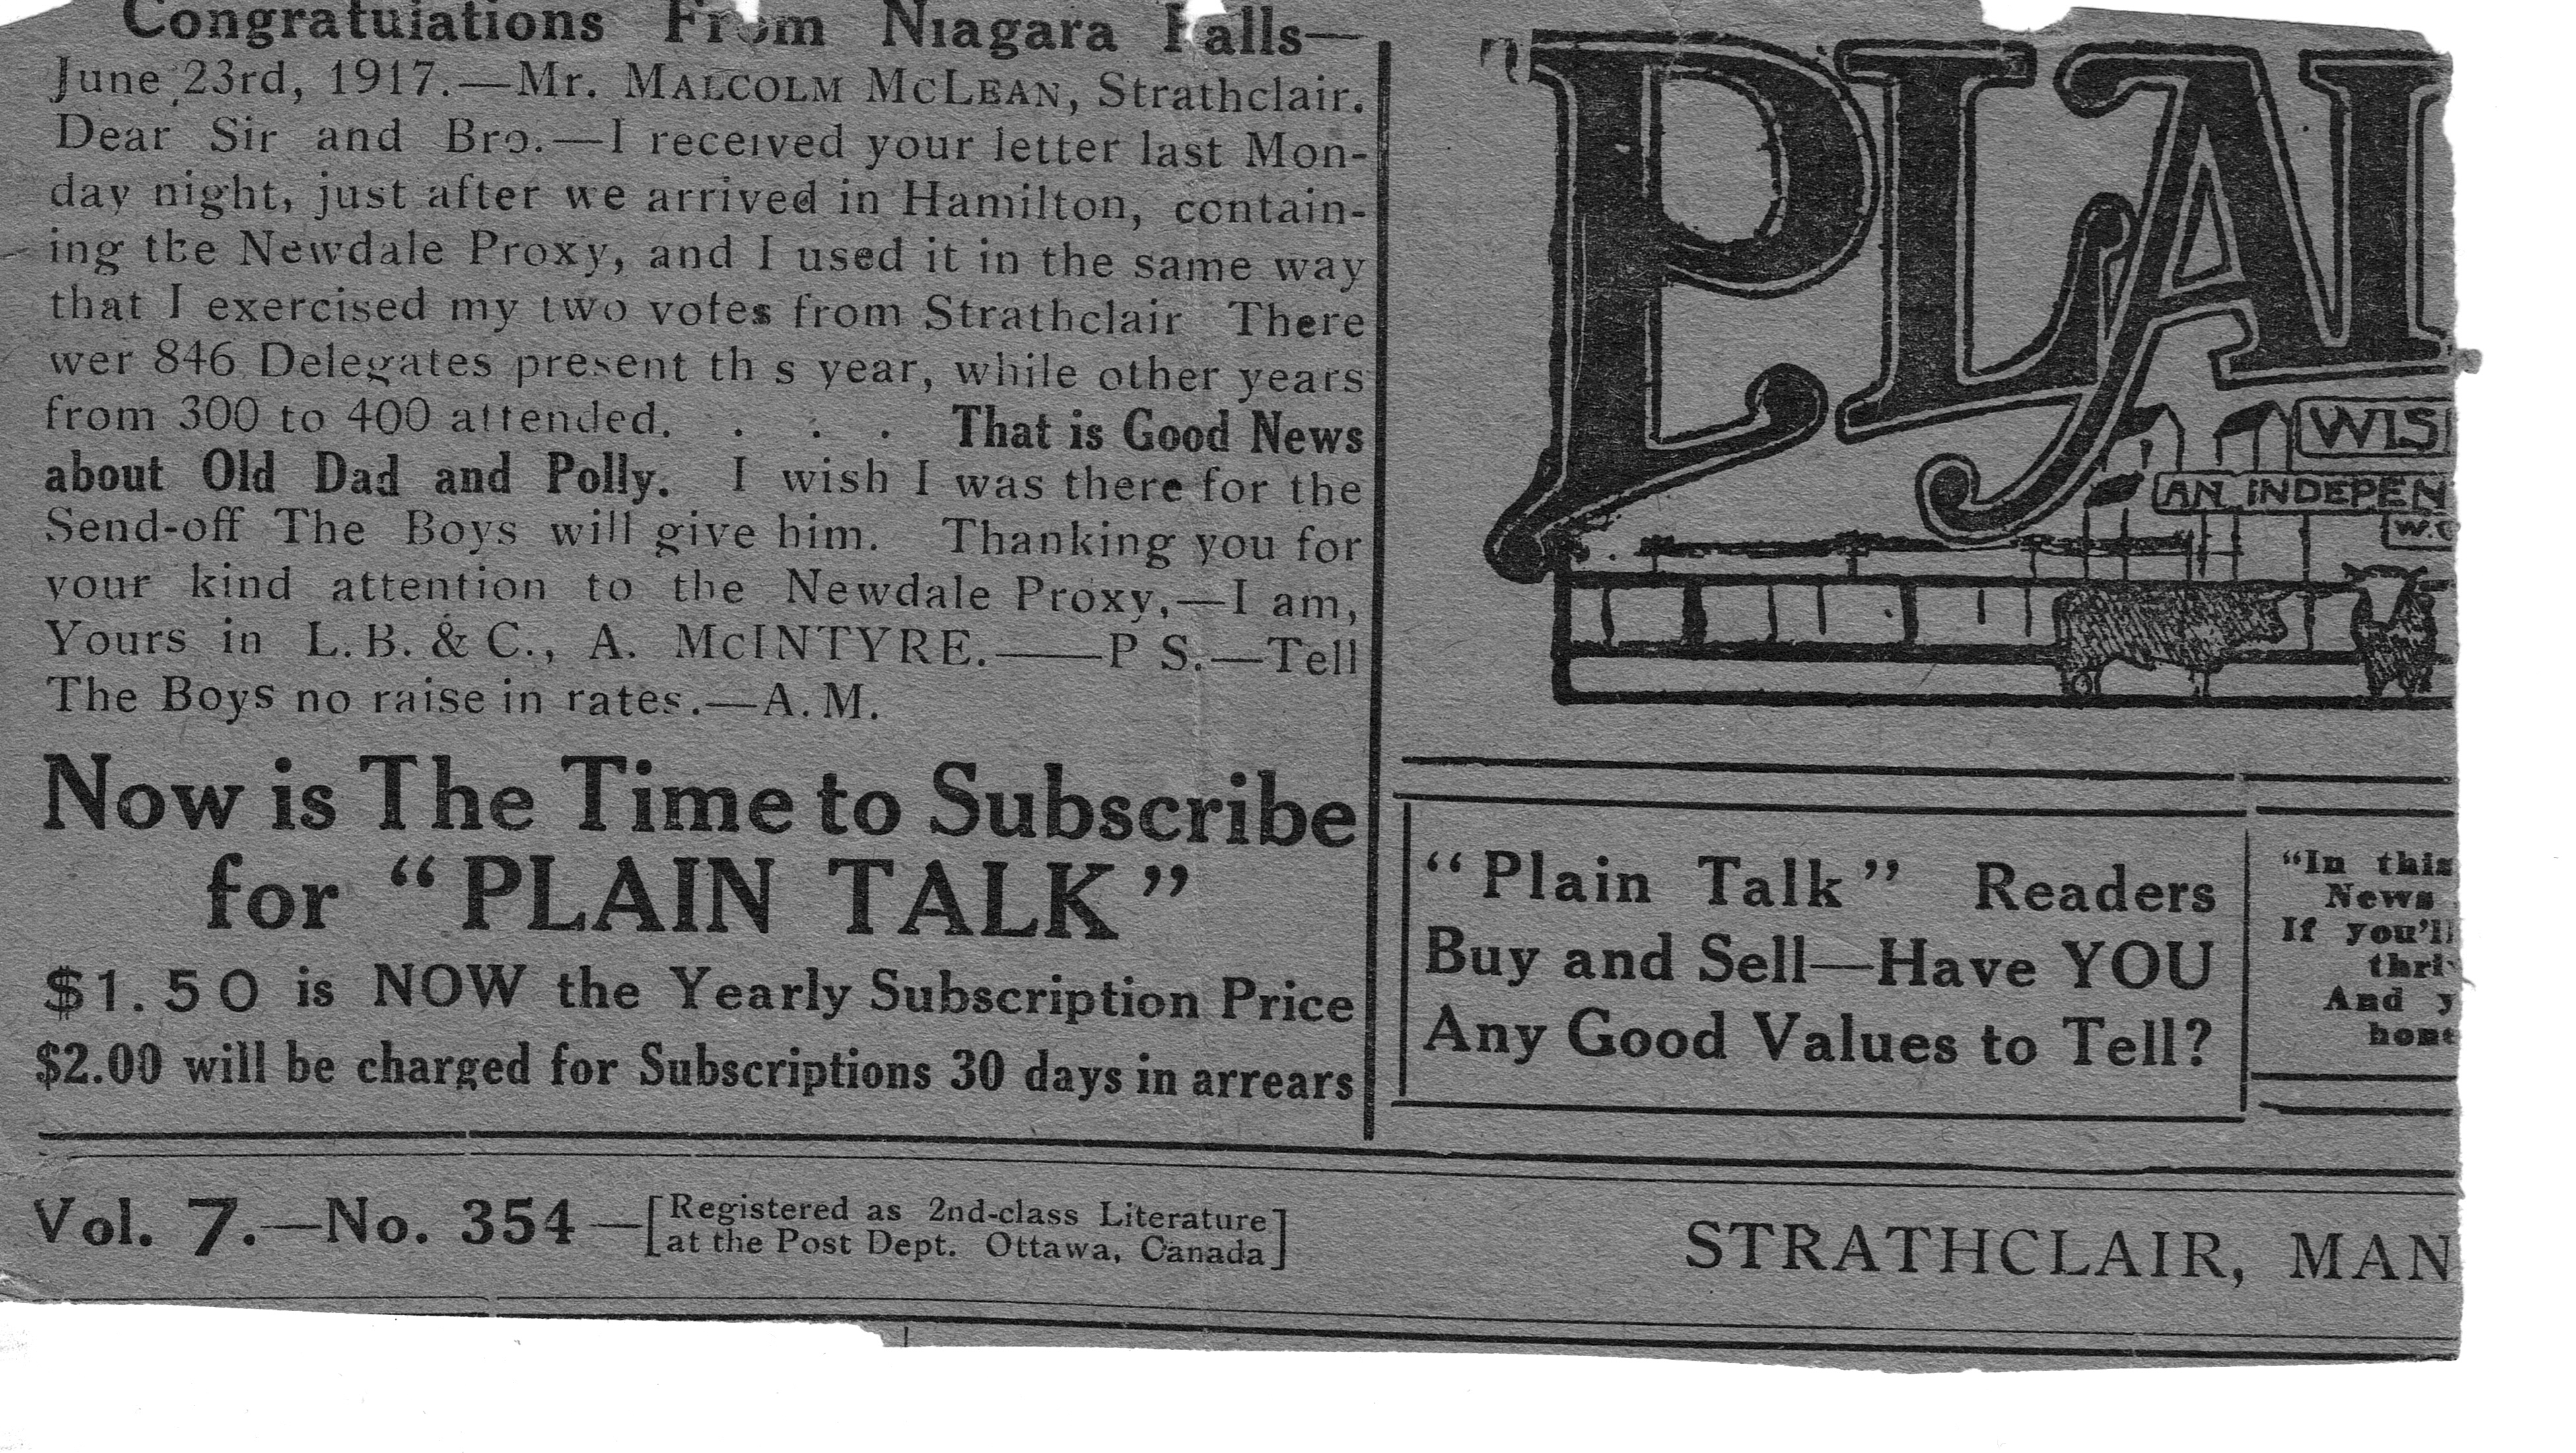 Congratulations From Niagara Falls—
June 23rd, 1917.—Mr. MALCOLM MCLEAN, Strathclair.
Dear Sir and Bro.—I received your letter last Mon-
day night, just after we arrived in Hamilton, contain-
ing the Newdale Proxy, and I used it in the same way
that I exercised my two votes from Strathclair There
wer 846 Delegates present th s year, while other years
from 300 to 400 attended. . . . That is Good News
about Old Dad and Polly. I wish I was there for the
Send-off The Boys will give him. Thanking you for
your kind attention to the Newdale Proxy,—I am,
Yours in L. B. & C., A. MCINTYRE.——P S.—Tell
The Boys no raise in rates.—A. M.
Now is The Time to Subscribe
for “PLAIN TALK”
$1.50 is NOW the Yearly Subscription Price
$2.00 will be charged for Subscriptions 30 days in arrears
PLAI
WIS
AN INDEPEN
“Plain Talk” Readers
Buy and Sell—Have YOU
Any Good Values to Tell?
“In this
News
If you'll
thri
And y
home
Vol. 7.—No. 354—[Registered as 2nd-class Literature
at the Post Dept. Ottawa, Canada]
STRATHCLAIR, MAN